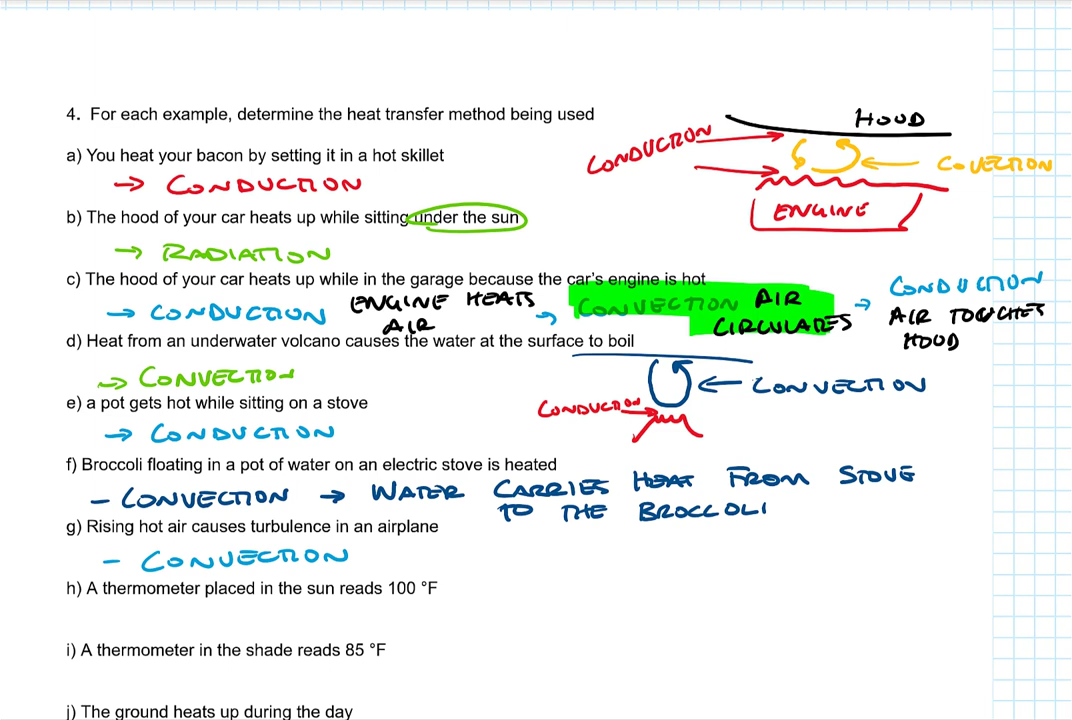 4. For each example, determine the heat transfer method being used
HOOD
CONDUCTION
COVECTION
a) You heat your bacon by setting it in a hot skillet
→ CONDUCTION
ENGINE
b) The hood of your car heats up while sitting under the sun
→ RADIATION
c) The hood of your car heats up while in the garage because the car's engine is hot
→ CONDUCTION ENGINE HEATS → CONVECTION AIR → CONDUCTION
AIR CIRCULARES AIR TOUCHES
HOOD
d) Heat from an underwater volcano causes the water at the surface to boil
→ CONVECTION
← CONVECTION
e) a pot gets hot while sitting on a stove
CONDUCTION
→ CONDUCTION
f) Broccoli floating in a pot of water on an electric stove is heated
- CONVECTION → WATER CARRIES HEAT FROM STOVE
TO THE BROCCOLI
g) Rising hot air causes turbulence in an airplane
- CONVECTION
h) A thermometer placed in the sun reads 100 °F
i) A thermometer in the shade reads 85 °F
j) The ground heats up during the day